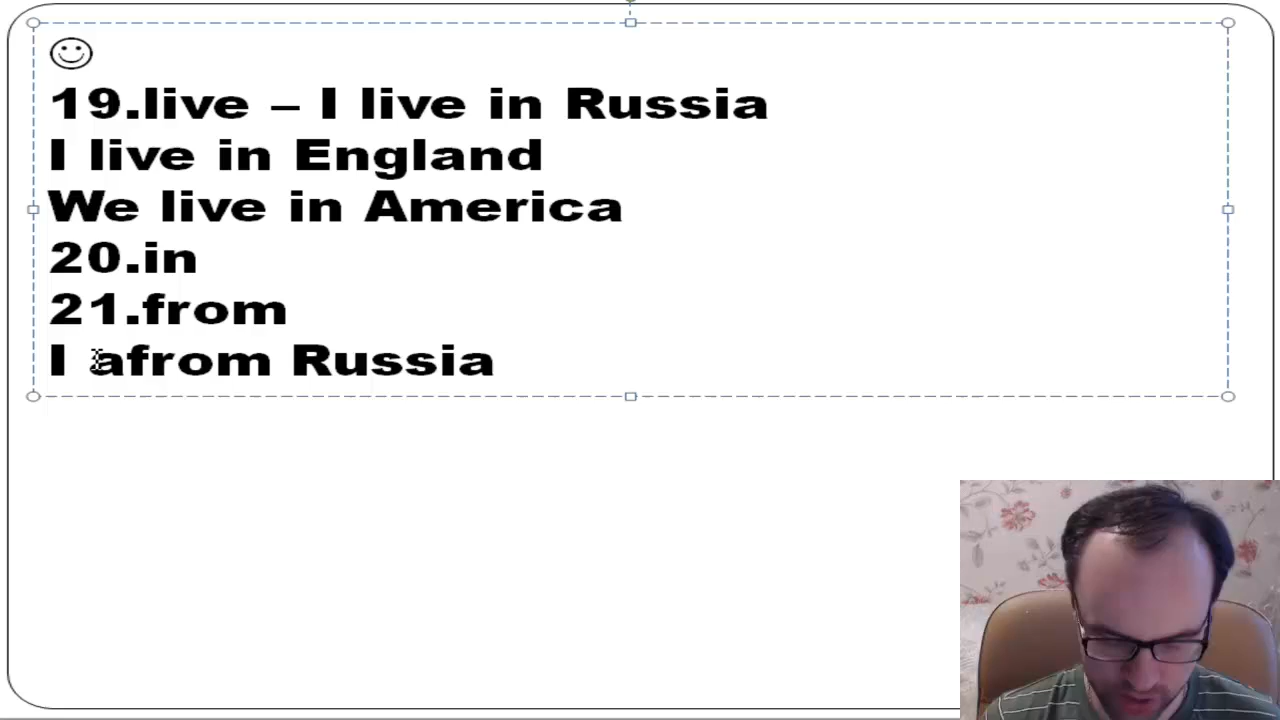 19.live – I live in Russia
I live in England
We live in America
20.in
21.from
I afrom Russia